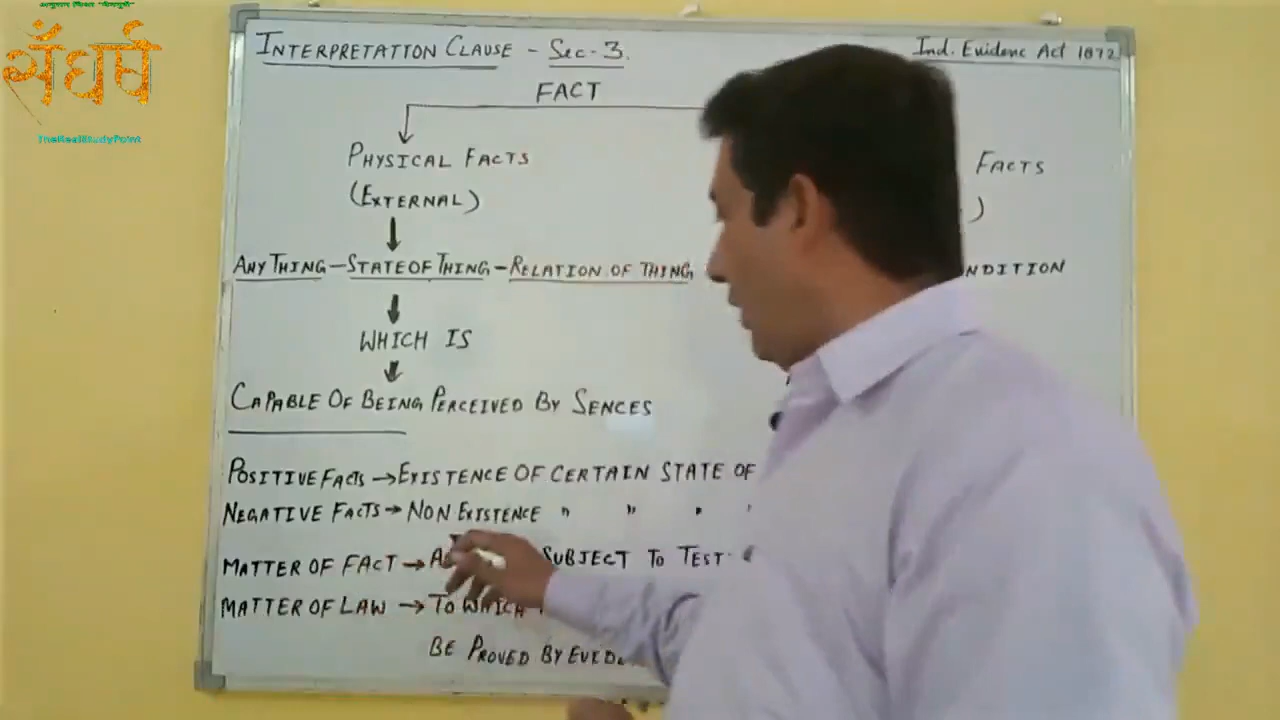 संघर्ष
TheRealStudyPoint
INTERPRETATION CLAUSE - SEC-3.
Ind. Evidenc Act 1872
FACT
PHYSICAL FACTS
FACTS
(EXTERNAL)
)
ANY THING - STATE OF THING - RELATION OF THING
NDITION
WHICH IS
CAPABLE OF BEING PERCEIVED BY SENCES
POSITIVE FACTS → EXISTENCE OF CERTAIN STATE OF
NEGATIVE FACTS → NON EXISTENCE " " " "
MATTER OF FACT → SUBJECT TO TEST
MATTER OF LAW → TO WHICH
BE PROVED BY